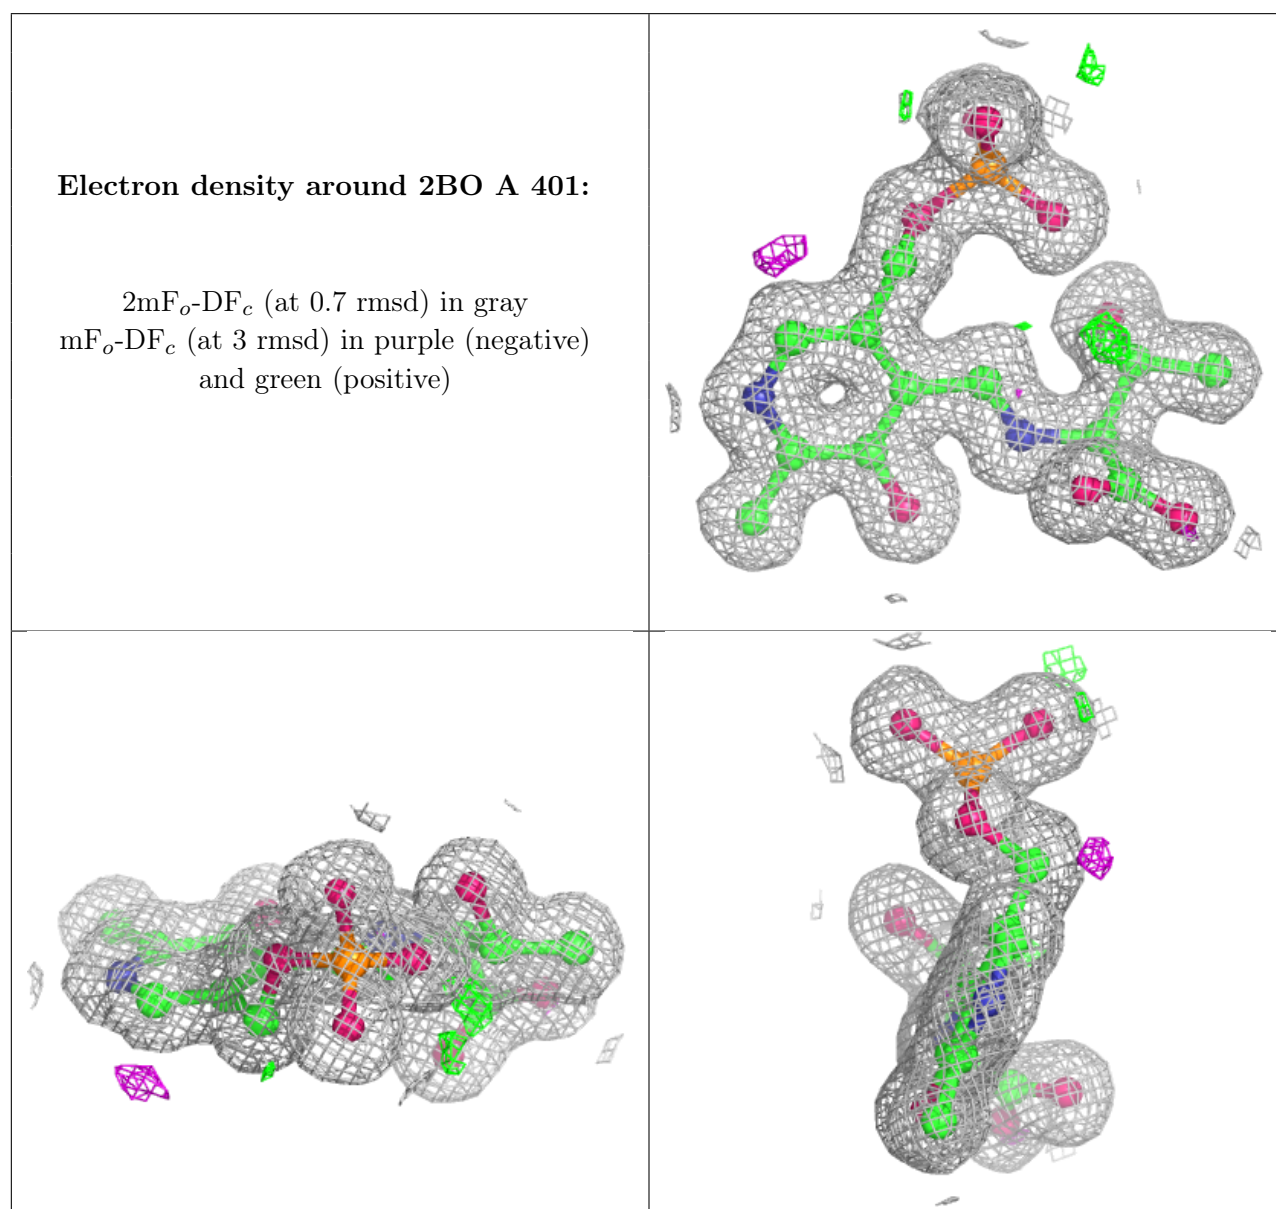 Electron density around 2BO A 401:
2mFo-DFc (at 0.7 rmsd) in gray
mFo-DFc (at 3 rmsd) in purple (negative)
and green (positive)